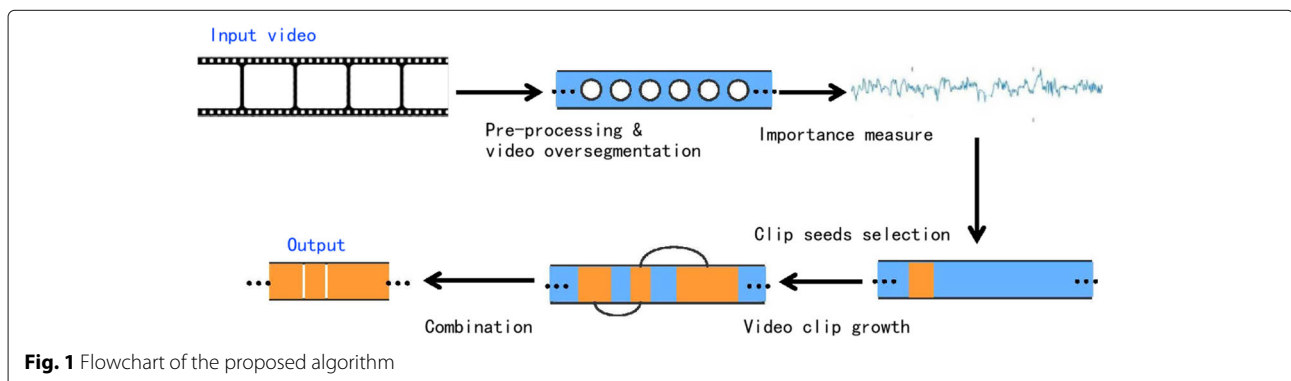 Input video
Pre-processing &
video oversegmentation
Importance measure
Clip seeds selection
Output
Combination
Video clip growth
Fig. 1 Flowchart of the proposed algorithm